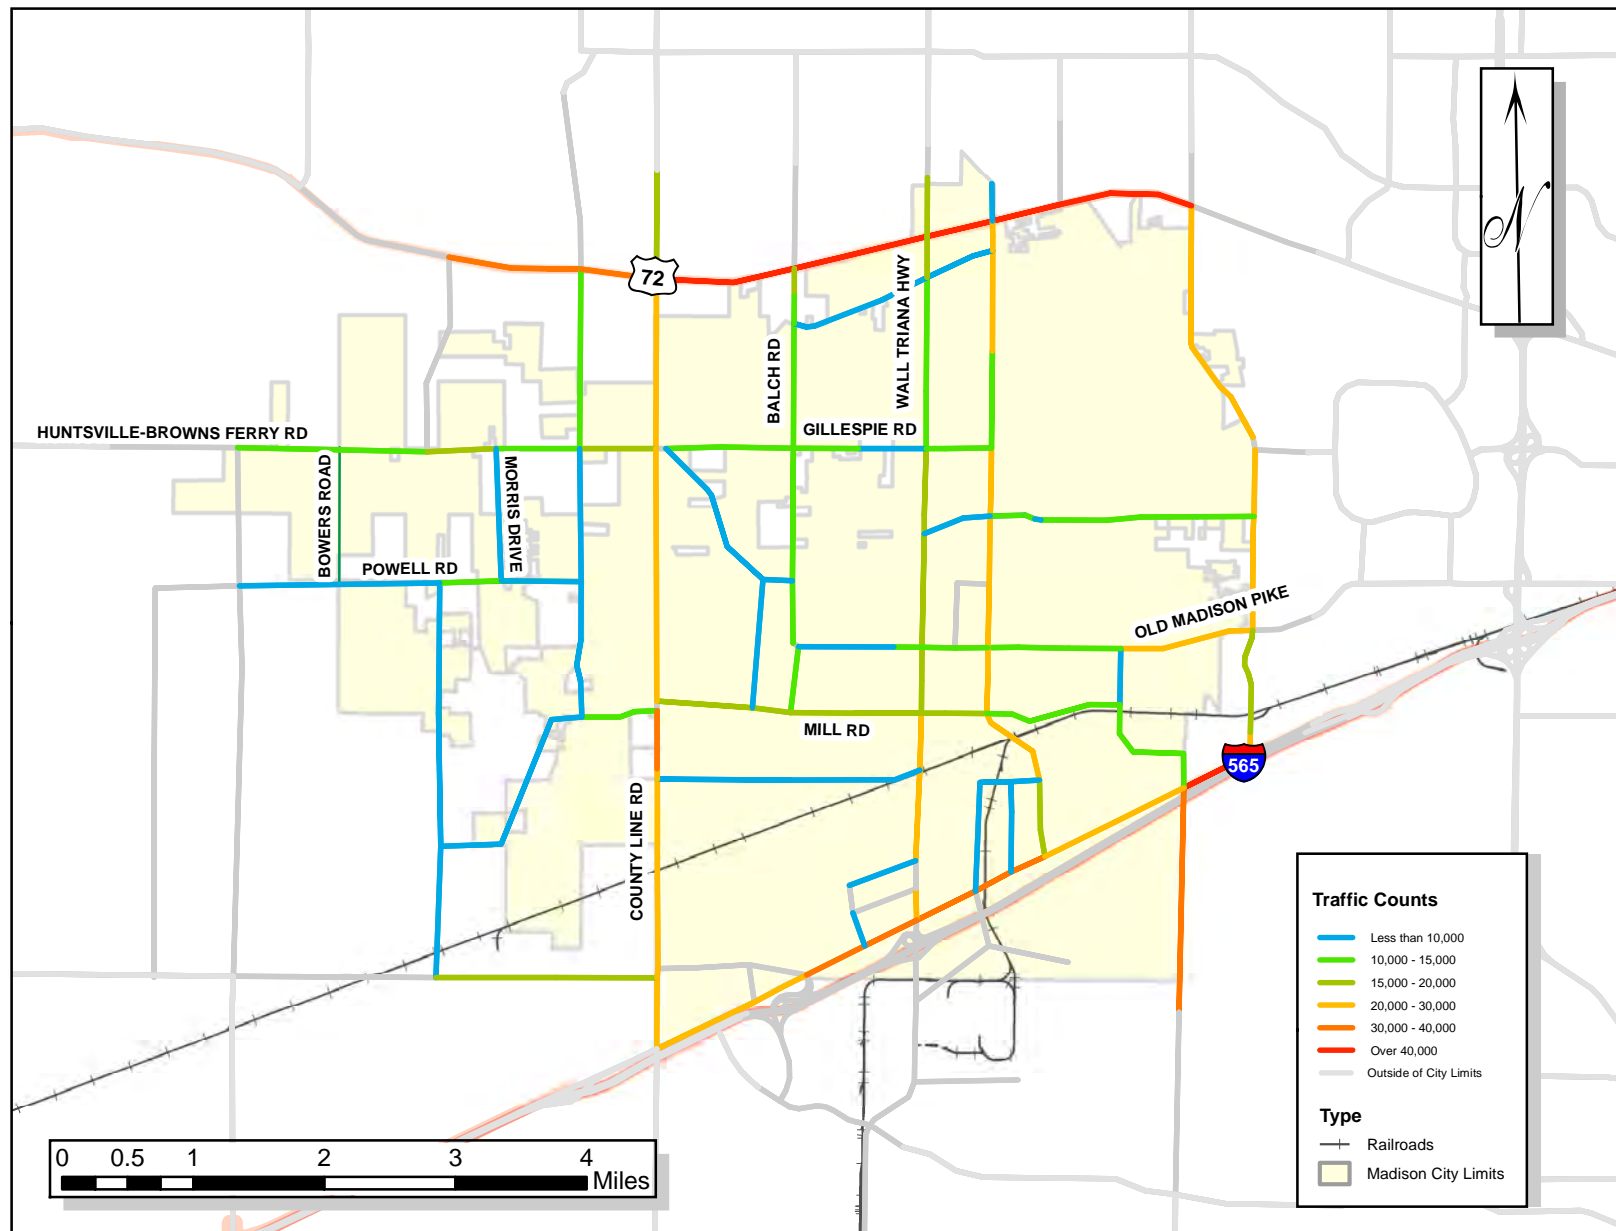 N
72
WALL TRIANA HWY
BALCH RD
HUNTSVILLE-BROWNS FERRY RD
GILLESPIE RD
BOWERS ROAD
MORRIS DRIVE
POWELL RD
OLD MADISON PIKE
MILL RD
565
COUNTY LINE RD
Traffic Counts
Less than 10,000
10,000 - 15,000
15,000 - 20,000
20,000 - 30,000
30,000 - 40,000
Over 40,000
Outside of City Limits
Type
Railroads
Madison City Limits
0 0.5 1 2 3 4
Miles